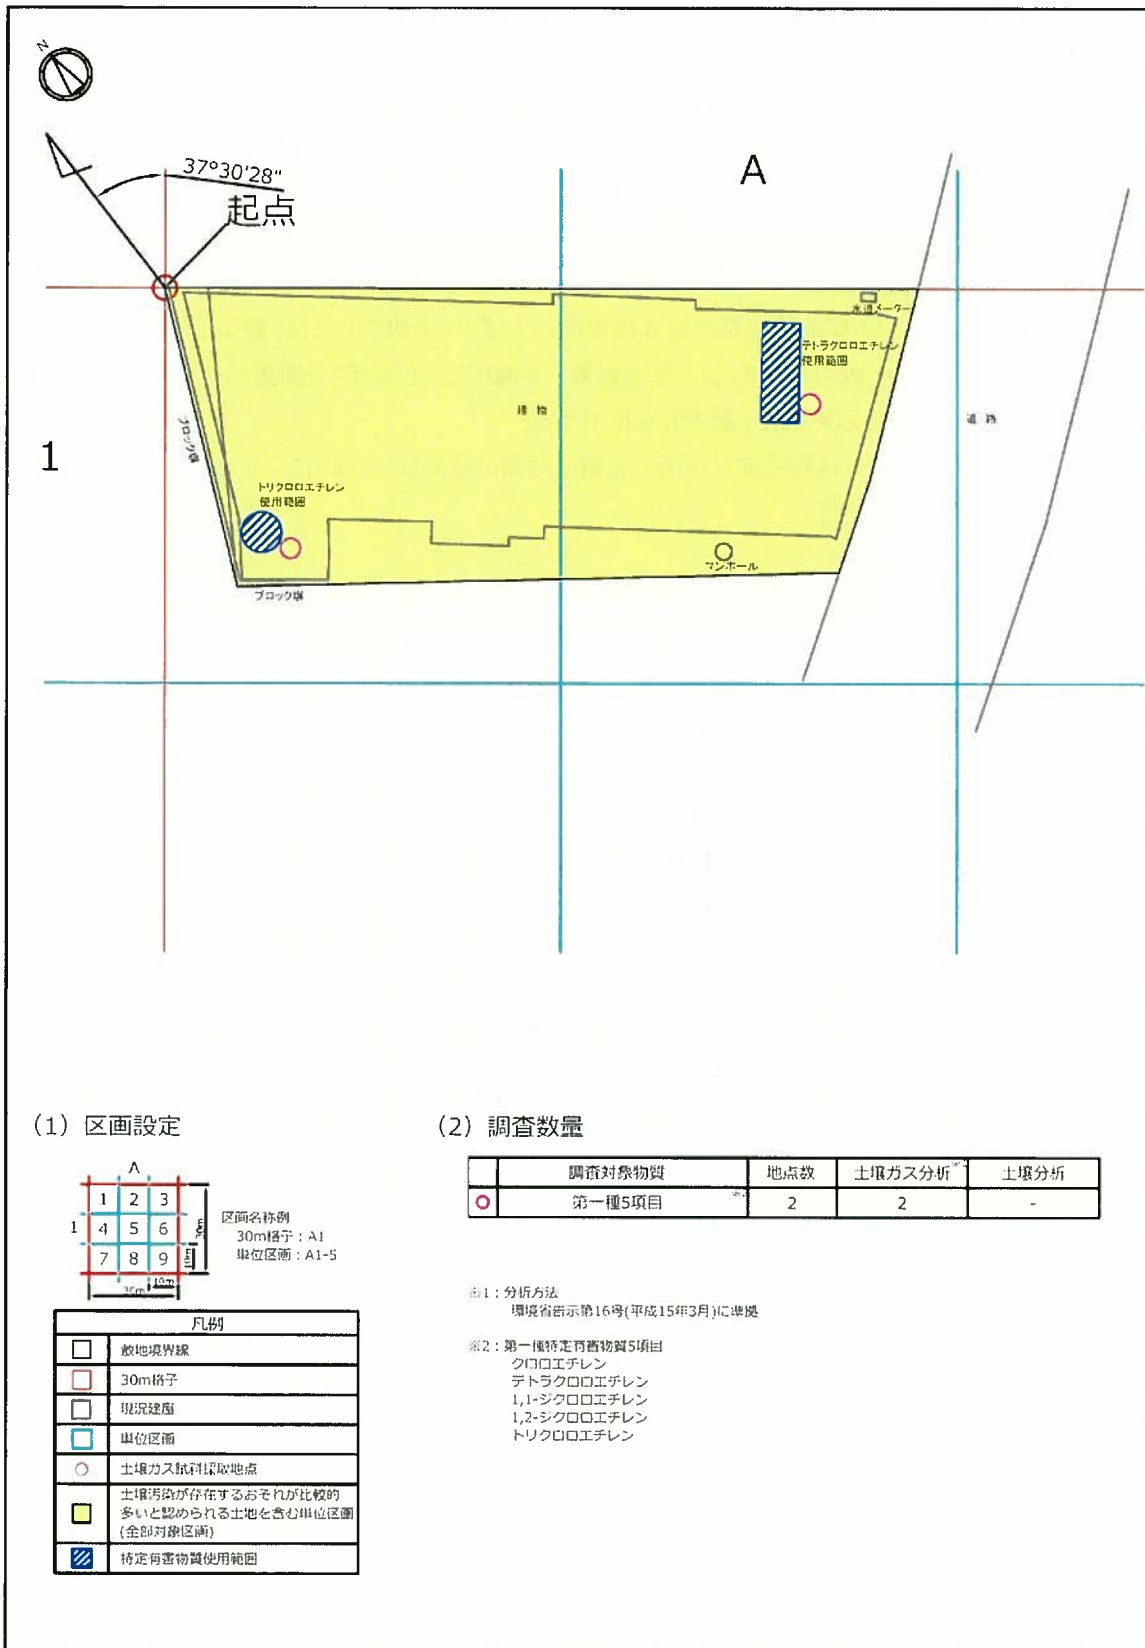 N
37°30'28"
起点
A
水道メーター
テトラクロロエチレン
使用範囲
ブロック塀
建物
道路
1
トリクロロエチレン
使用範囲
マンホール
ブロック塀
(1) 区画設定
A
1 2 3
1 4 5 6
7 8 9
30m
10m
10m
30m
区画名称例
30m格子：A1
単位区画：A1-5
凡例
敷地境界線
30m格子
現況建屋
単位区画
土壌ガス試料採取地点
土壌汚染が存在するおそれが比較的
多いと認められる土地を含む単位区画
(全部対象区画)
特定有害物質使用範囲
(2) 調査数量
調査対象物質 地点数 土壌ガス分析※1 土壌分析
第一種5項目※2 2 2 -
※1：分析方法
環境省告示第16号(平成15年3月)に準拠
※2：第一種特定有害物質5項目
クロロエチレン
テトラクロロエチレン
1,1-ジクロロエチレン
1,2-ジクロロエチレン
トリクロロエチレン